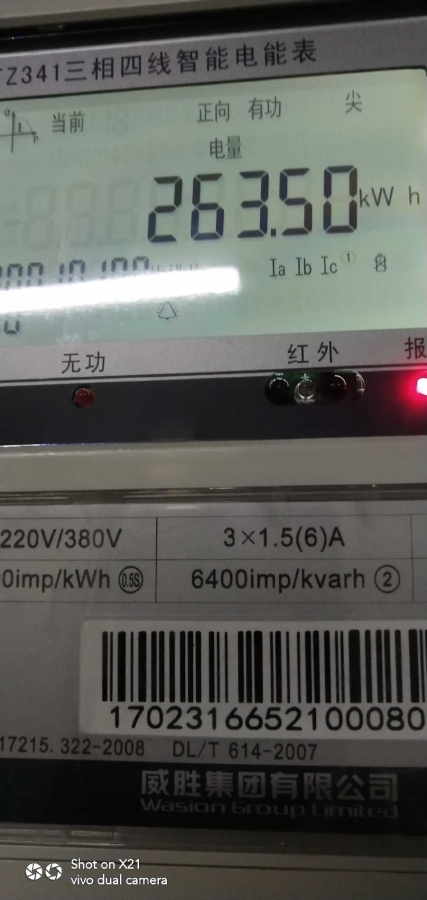 TZ341三相四线智能电能表
当前 正向 有功 尖
电量
263.50 kW h
Ia Ib Ic ①
无功 红外 报
220V/380V 3×1.5(6)A
0imp/kWh 0.5S 6400imp/kvarh ②
1702316652100080
17215.322-2008 DL/T 614-2007
威胜集团有限公司
Wasion Group Limited
Shot on X21
vivo dual camera